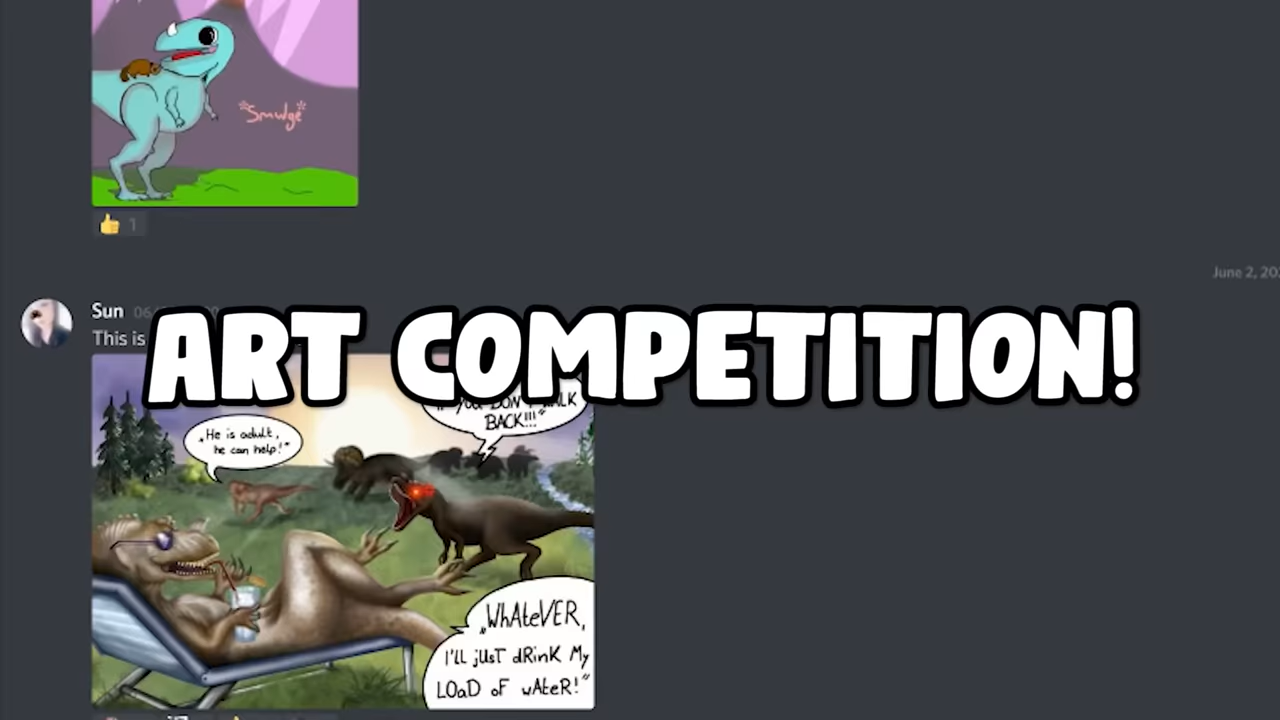 *Smudge*
1
June 2, 20
Sun
This is
ART COMPETITION!
BACK!!!"
„He is adult,
he can help!"
„WhAteVER,
I'll jUsT dRinK My
LOaD oF wAteR!"